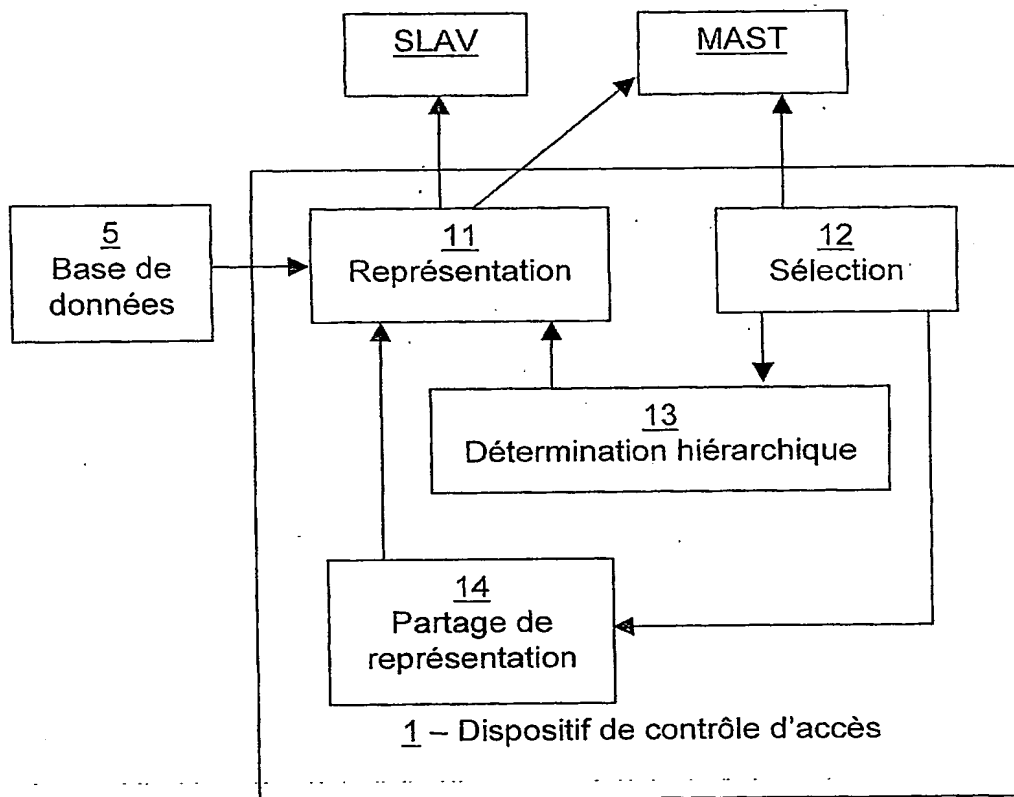 SLAV
MAST
5
Base de
données
11
Représentation
12
Sélection
13
Détermination hiérarchique
14
Partage de
représentation
1 – Dispositif de contrôle d'accès